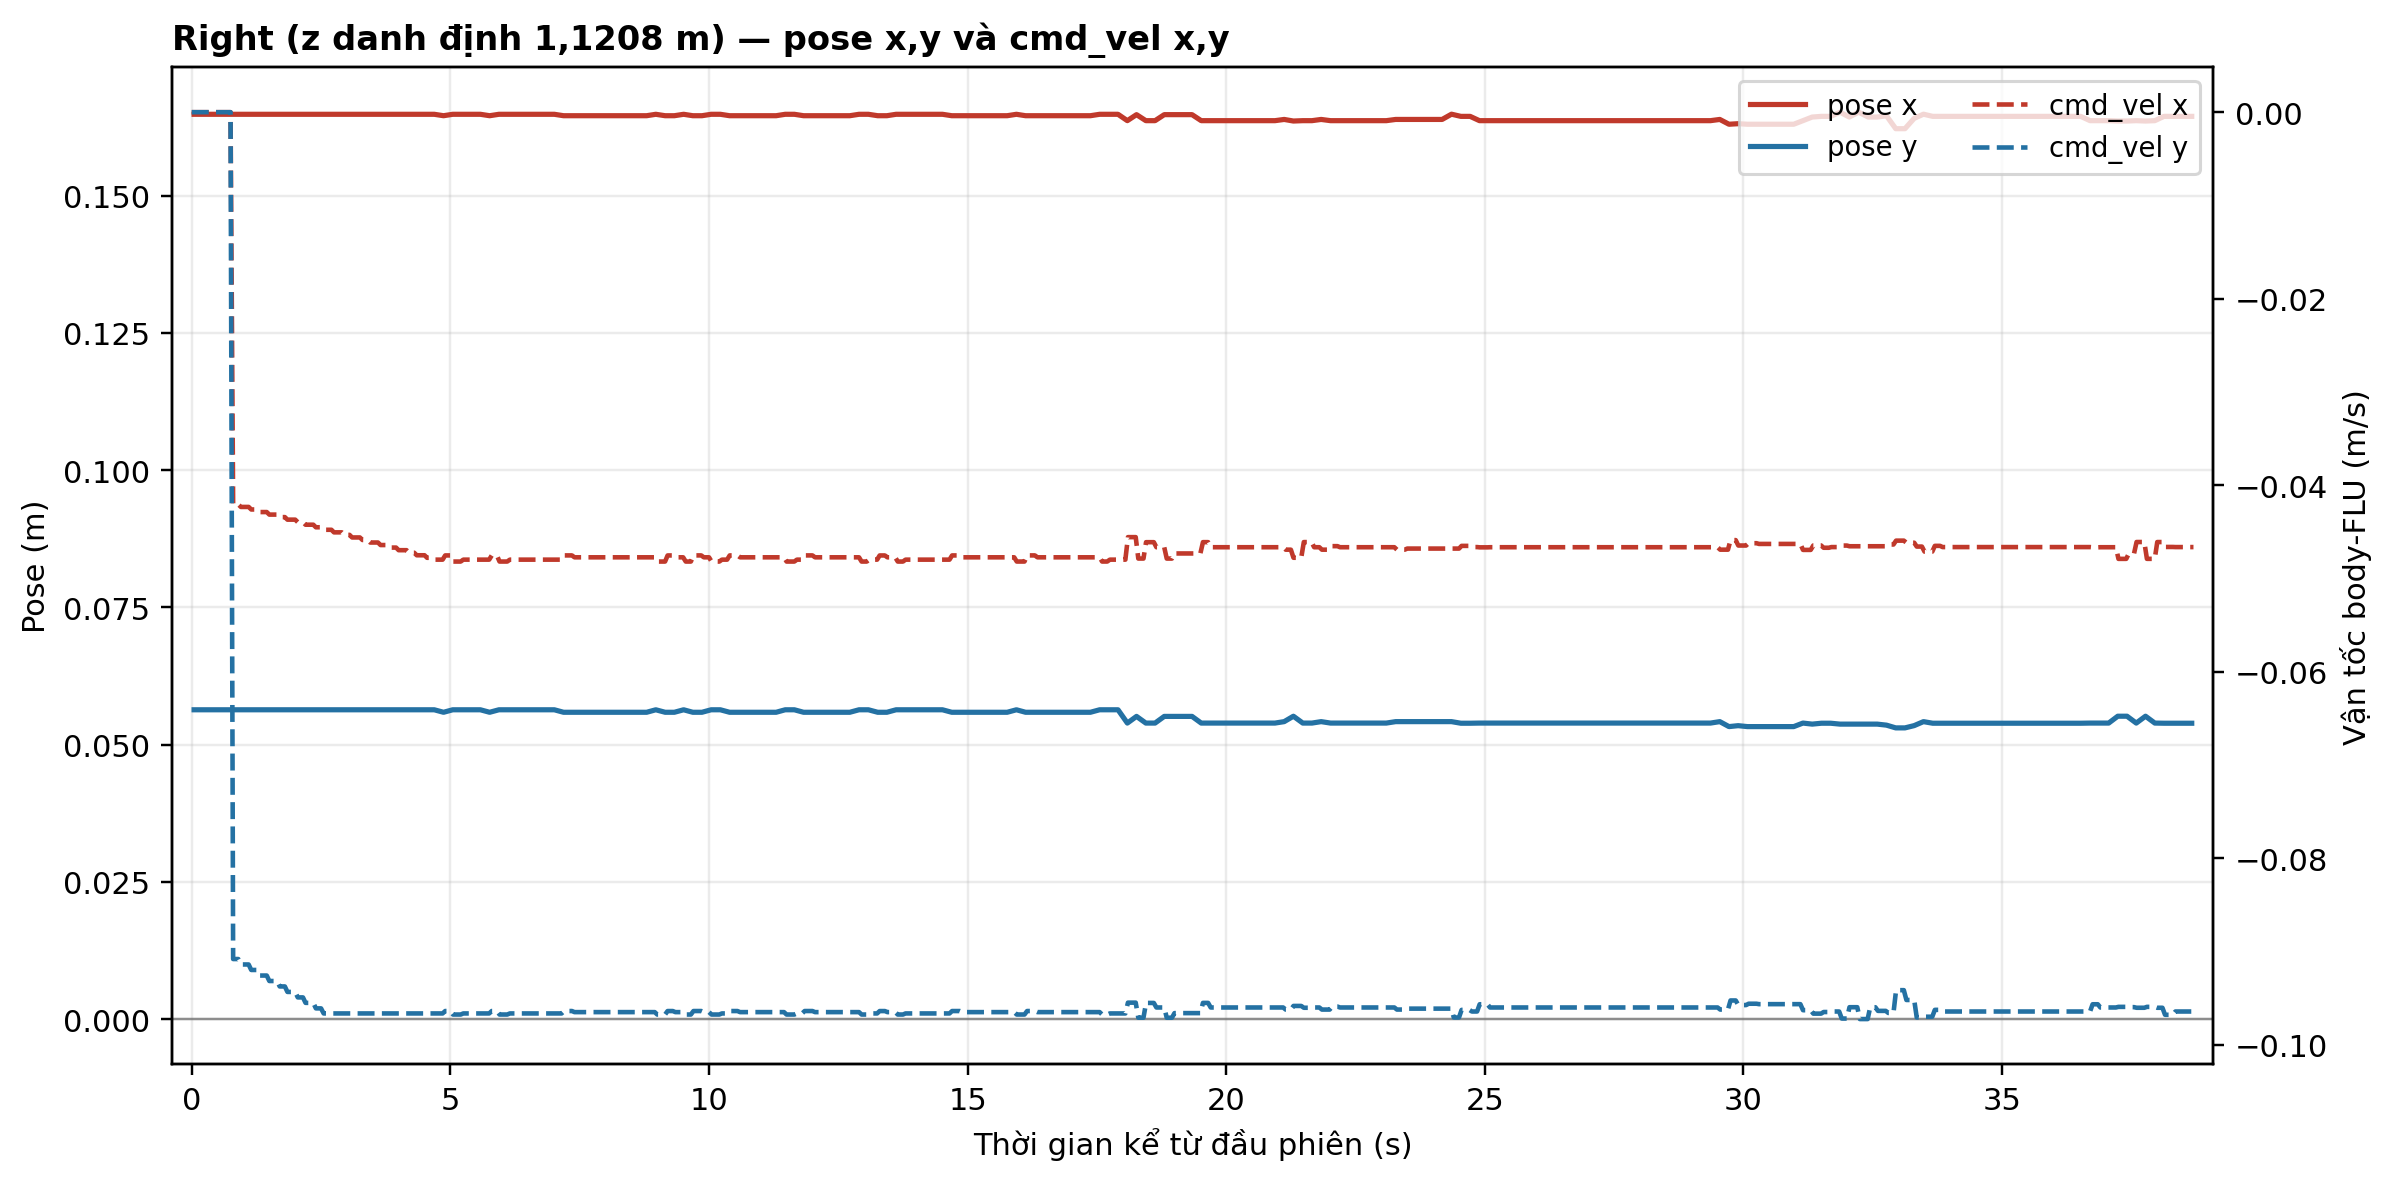 Right (z danh định 1,1208 m) — pose x,y và cmd_vel x,y
pose x
pose y
cmd_vel x
cmd_vel y
Pose (m)
0.150
0.125
0.100
0.075
0.050
0.025
0.000
0.00
−0.02
−0.04
−0.06
−0.08
−0.10
Vận tốc body-FLU (m/s)
0 5 10 15 20 25 30 35
Thời gian kể từ đầu phiên (s)